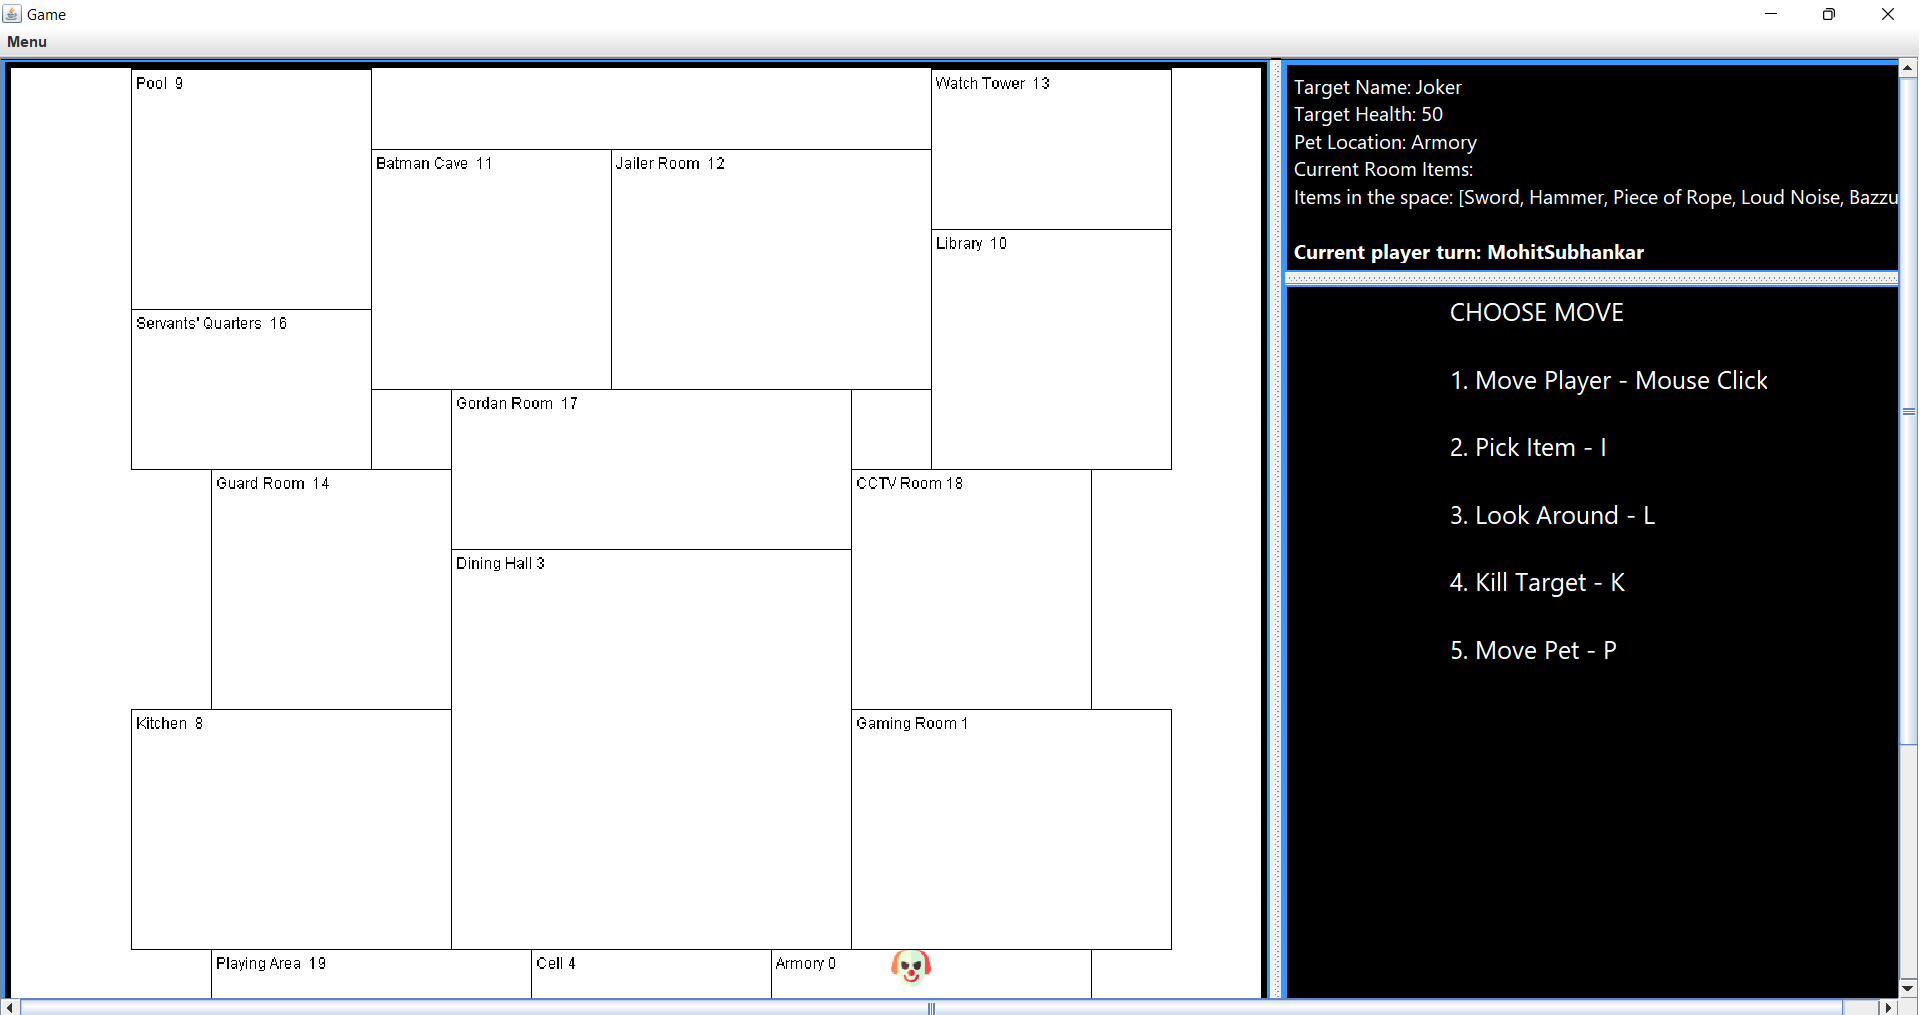 Game
Menu
Pool 9
Watch Tower 13
Batman Cave 11
Jailer Room 12
Library 10
Servants' Quarters 16
Gordan Room 17
Guard Room 14
CCTV Room 18
Dining Hall 3
Kitchen 8
Gaming Room 1
Playing Area 19
Cell 4
Armory 0
Target Name: Joker
Target Health: 50
Pet Location: Armory
Current Room Items:
Items in the space: [Sword, Hammer, Piece of Rope, Loud Noise, Bazzu
Current player turn: MohitSubhankar
CHOOSE MOVE
1. Move Player - Mouse Click
2. Pick Item - I
3. Look Around - L
4. Kill Target - K
5. Move Pet - P